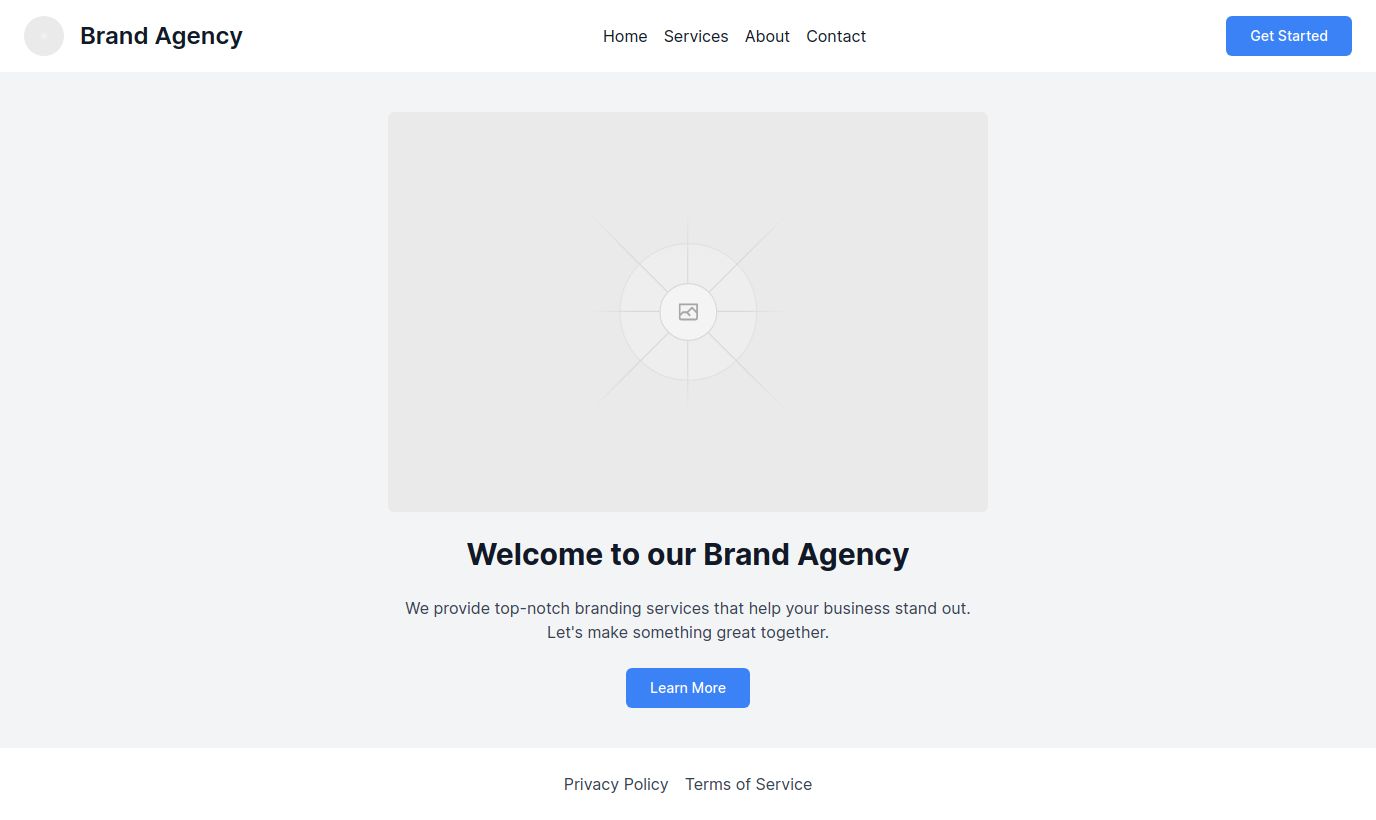 Brand Agency
Home Services About Contact
Get Started
Welcome to our Brand Agency
We provide top-notch branding services that help your business stand out.
Let's make something great together.
Learn More
Privacy Policy Terms of Service